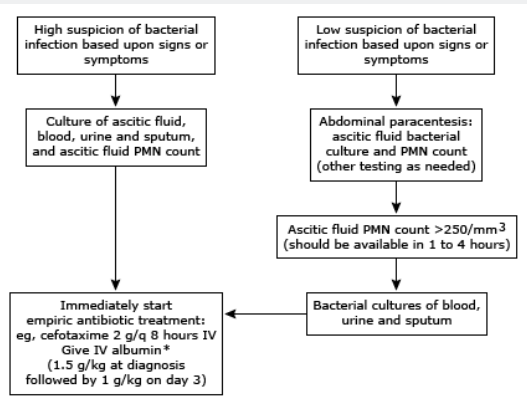 High suspicion of bacterial
infection based upon signs or
symptoms
Low suspicion of bacterial
infection based upon signs or
symptoms
Culture of ascitic fluid,
blood, urine and sputum,
and ascitic fluid PMN count
Abdominal paracentesis:
ascitic fluid bacterial
culture and PMN count
(other testing as needed)
Ascitic fluid PMN count >250/mm³
(should be available in 1 to 4 hours)
Immediately start
empiric antibiotic treatment:
eg, cefotaxime 2 g/q 8 hours IV
Give IV albumin*
(1.5 g/kg at diagnosis
followed by 1 g/kg on day 3)
Bacterial cultures of blood,
urine and sputum